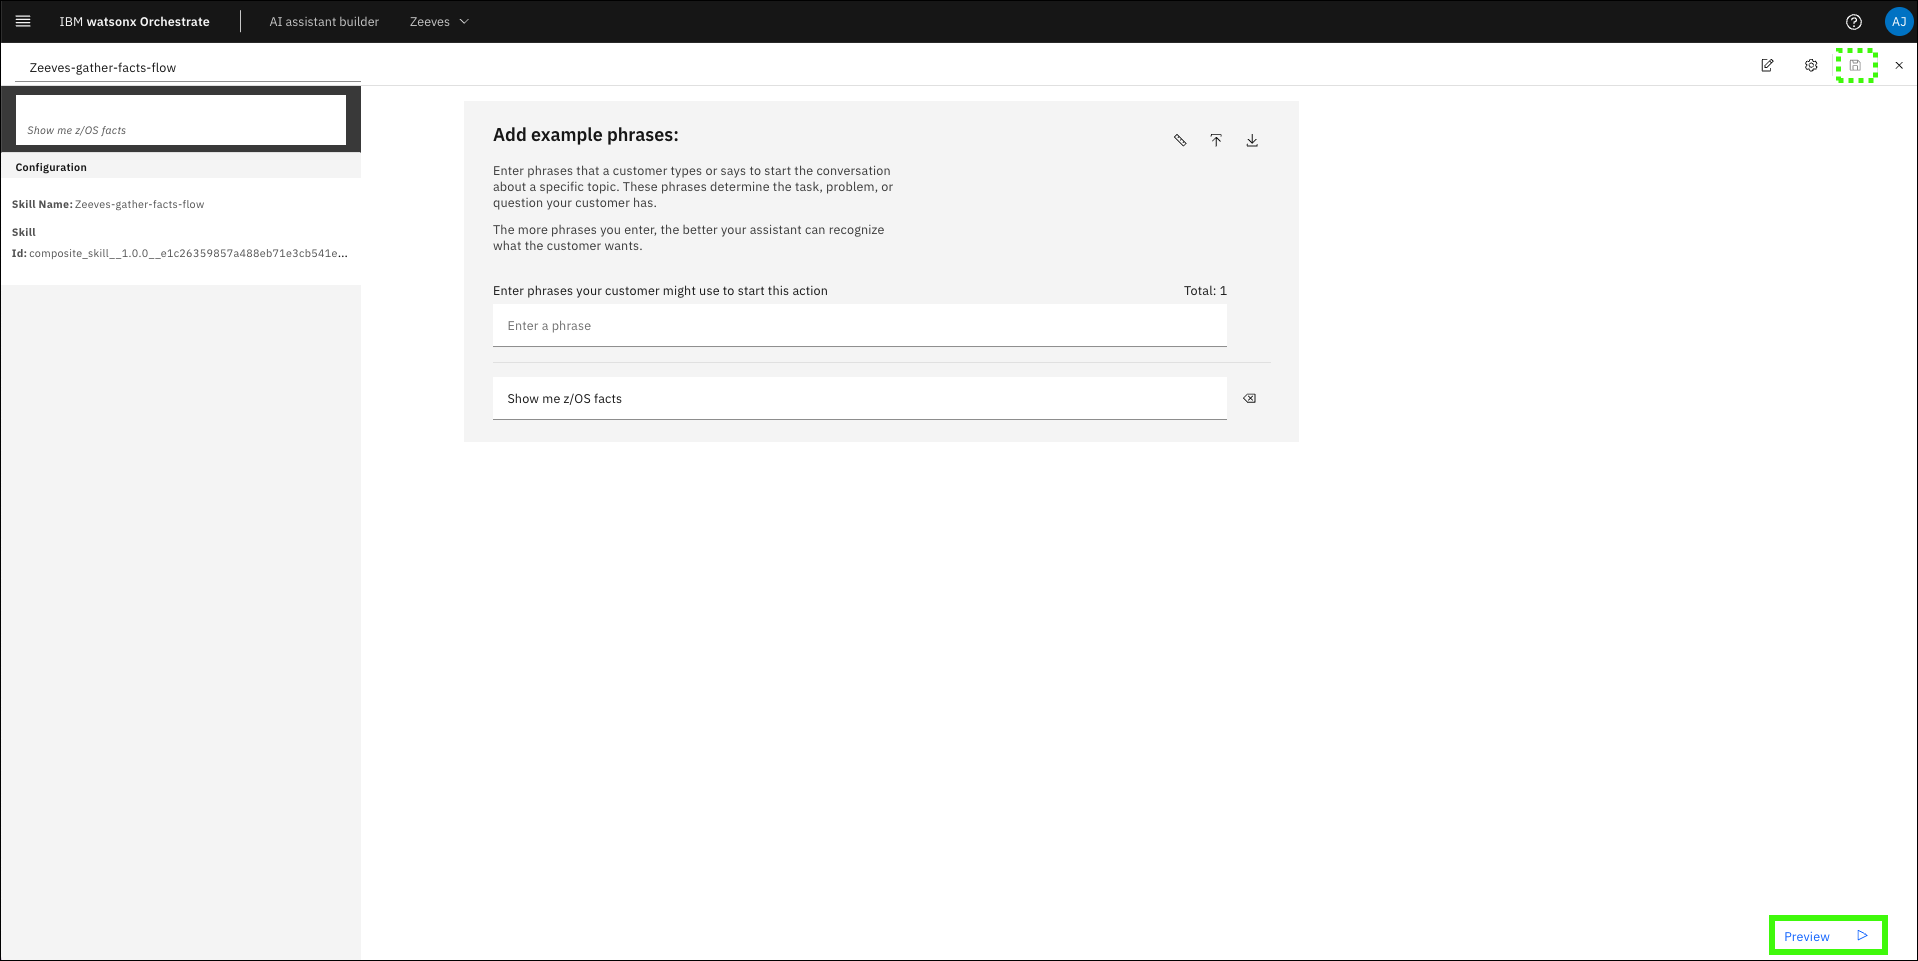 IBM watsonx Orchestrate
AI assistant builder
Zeeves
AJ
Zeeves-gather-facts-flow
Show me z/OS facts
Configuration
Skill Name: Zeeves-gather-facts-flow
Skill
Id: composite_skill__1.0.0__e1c26359857a488eb71e3cb541e...
Add example phrases:
Enter phrases that a customer types or says to start the conversation
about a specific topic. These phrases determine the task, problem, or
question your customer has.
The more phrases you enter, the better your assistant can recognize
what the customer wants.
Enter phrases your customer might use to start this action
Total: 1
Enter a phrase
Show me z/OS facts
Preview